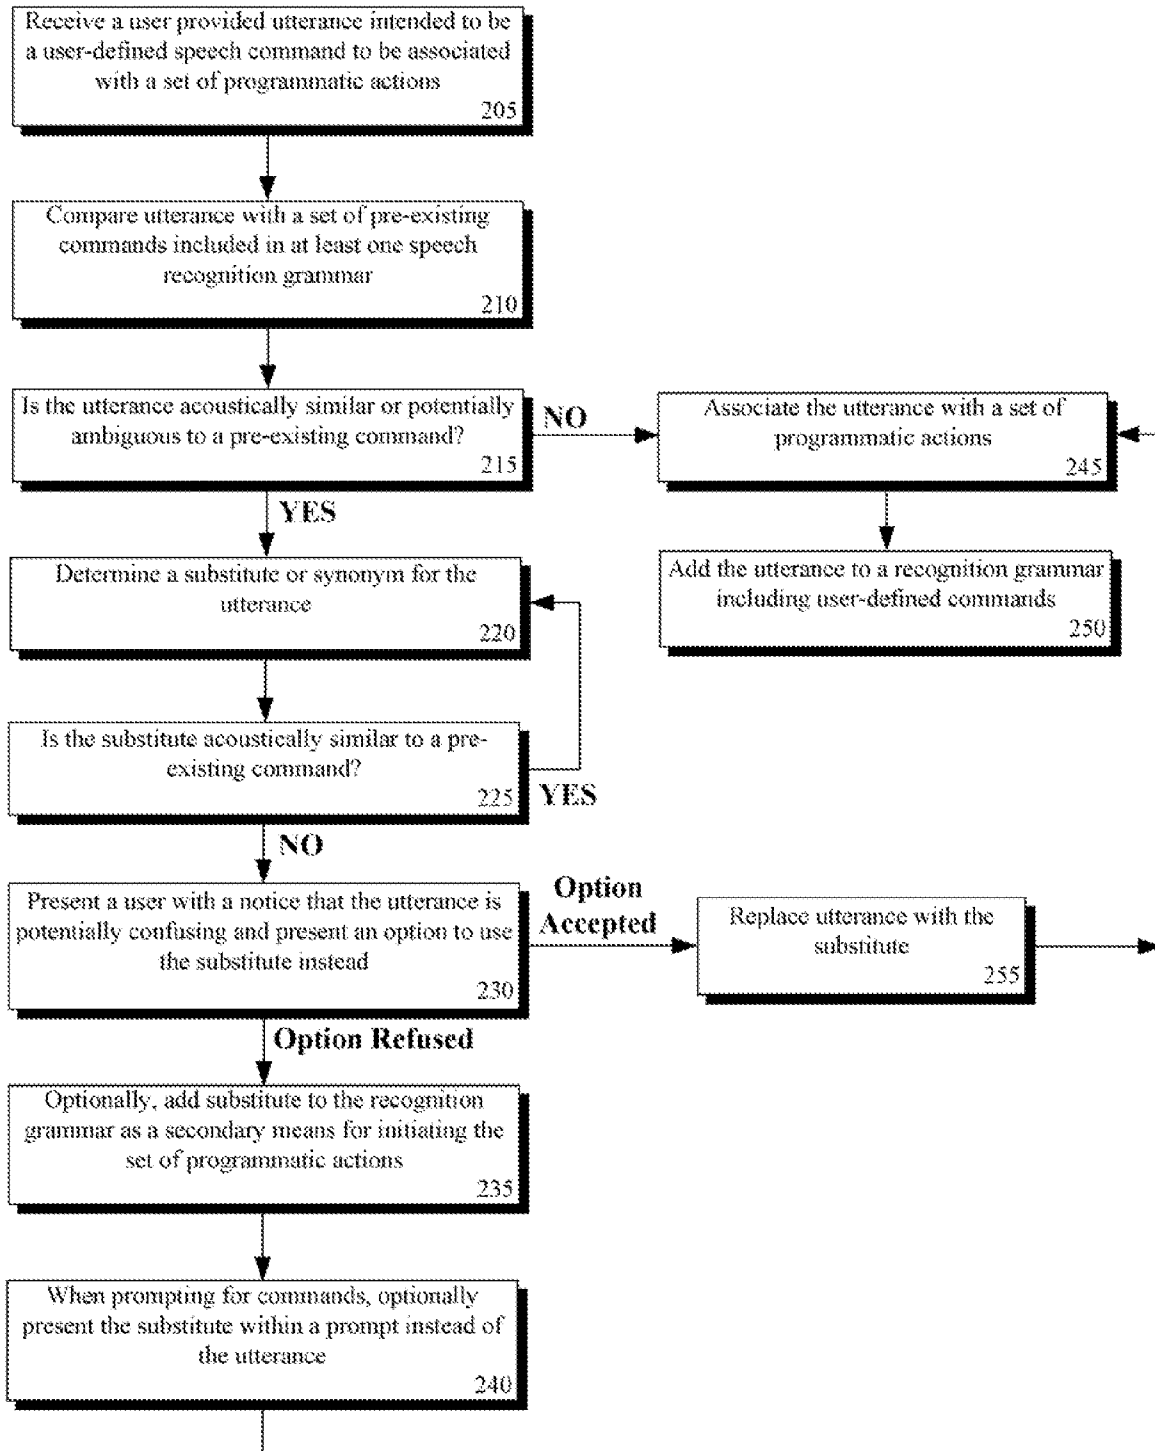 Receive a user provided utterance intended to be
a user-defined speech command to be associated
with a set of programmatic actions
205
Compare utterance with a set of pre-existing
commands included in at least one speech
recognition grammar
210
Is the utterance acoustically similar or potentially
ambiguous to a pre-existing command?
215
NO
Associate the utterance with a set of
programmatic actions
245
YES
Determine a substitute or synonym for the
utterance
220
Add the utterance to a recognition grammar
including user-defined commands
250
Is the substitute acoustically similar to a pre-
existing command?
225
YES
NO
Present a user with a notice that the utterance is
potentially confusing and present an option to use
the substitute instead
230
Option
Accepted
Replace utterance with the
substitute
255
Option Refused
Optionally, add substitute to the recognition
grammar as a secondary means for initiating the
set of programmatic actions
235
When prompting for commands, optionally
present the substitute within a prompt instead of
the utterance
240